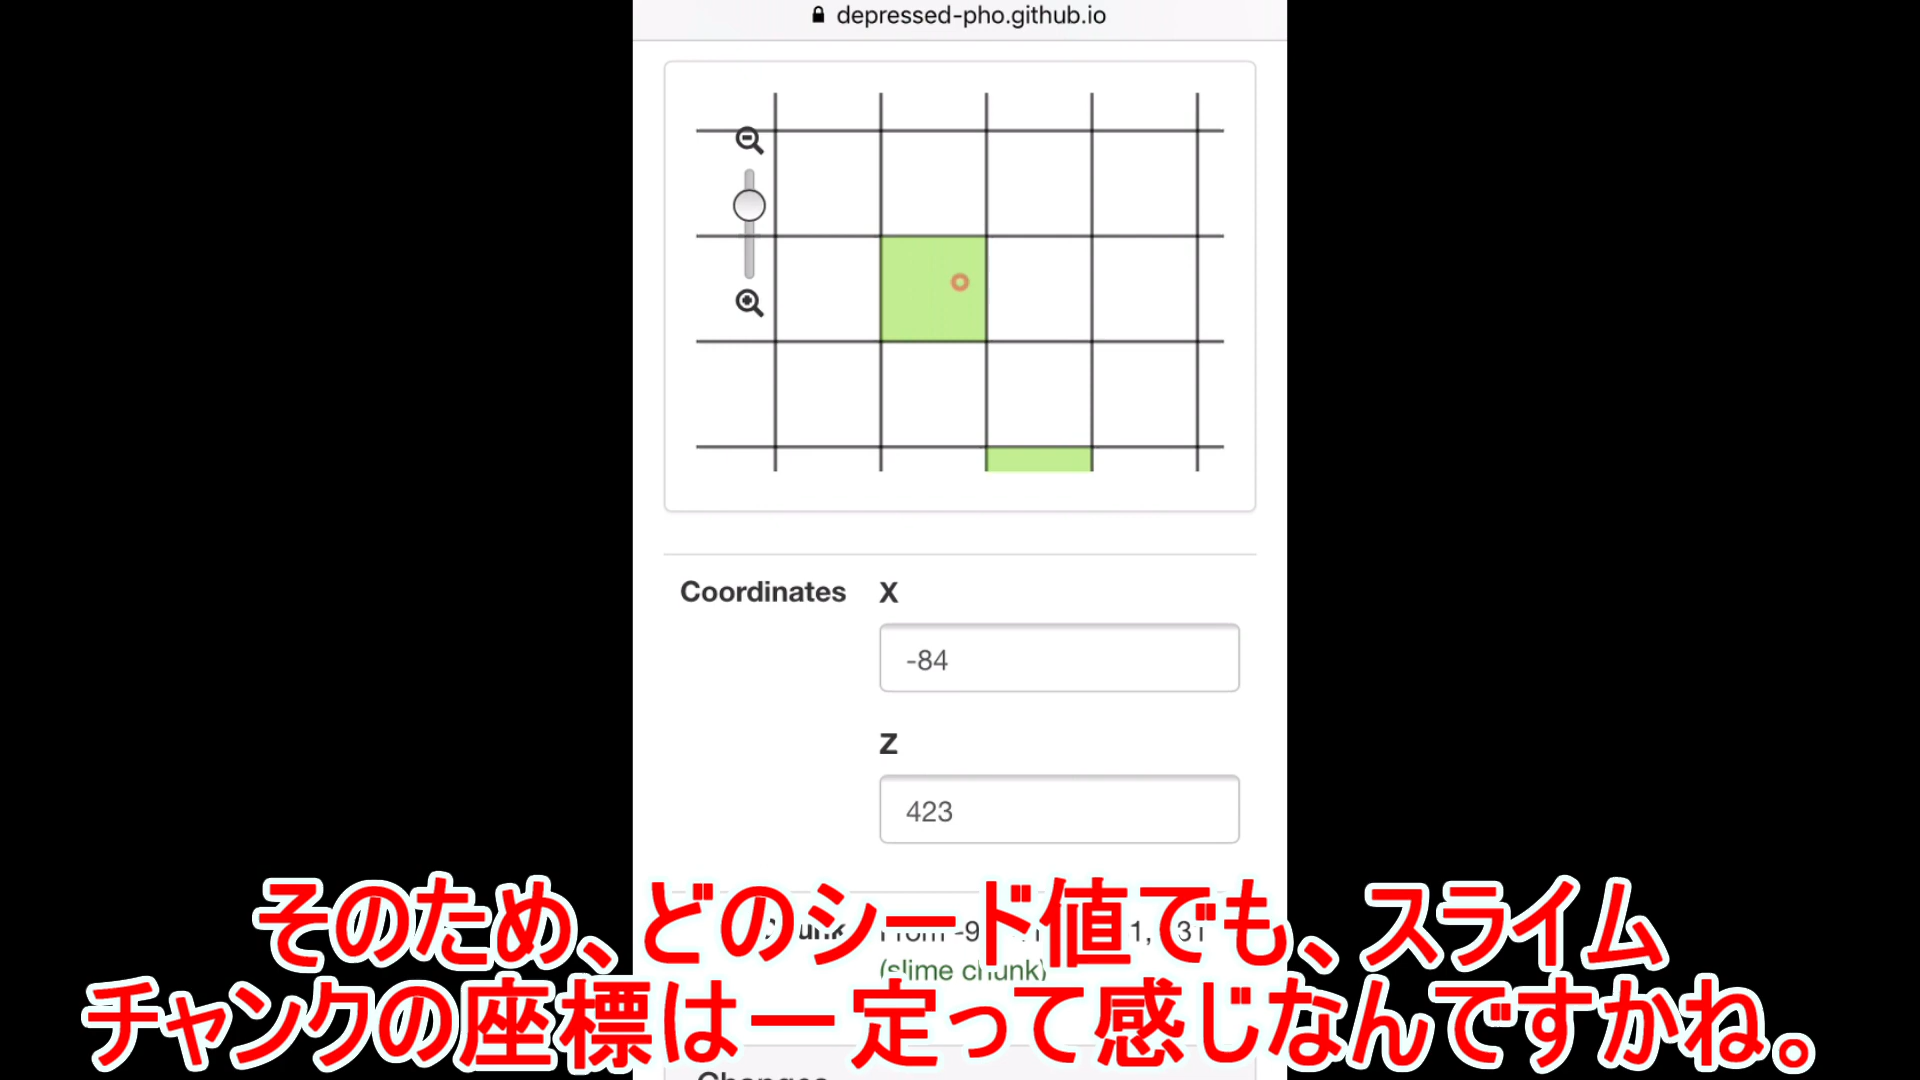 depressed-pho.github.io
Coordinates X
-84
Z
423
(slime chunk)
そのため、どのシード値でも、スライム
チャンクの座標は一定って感じなんですかね。